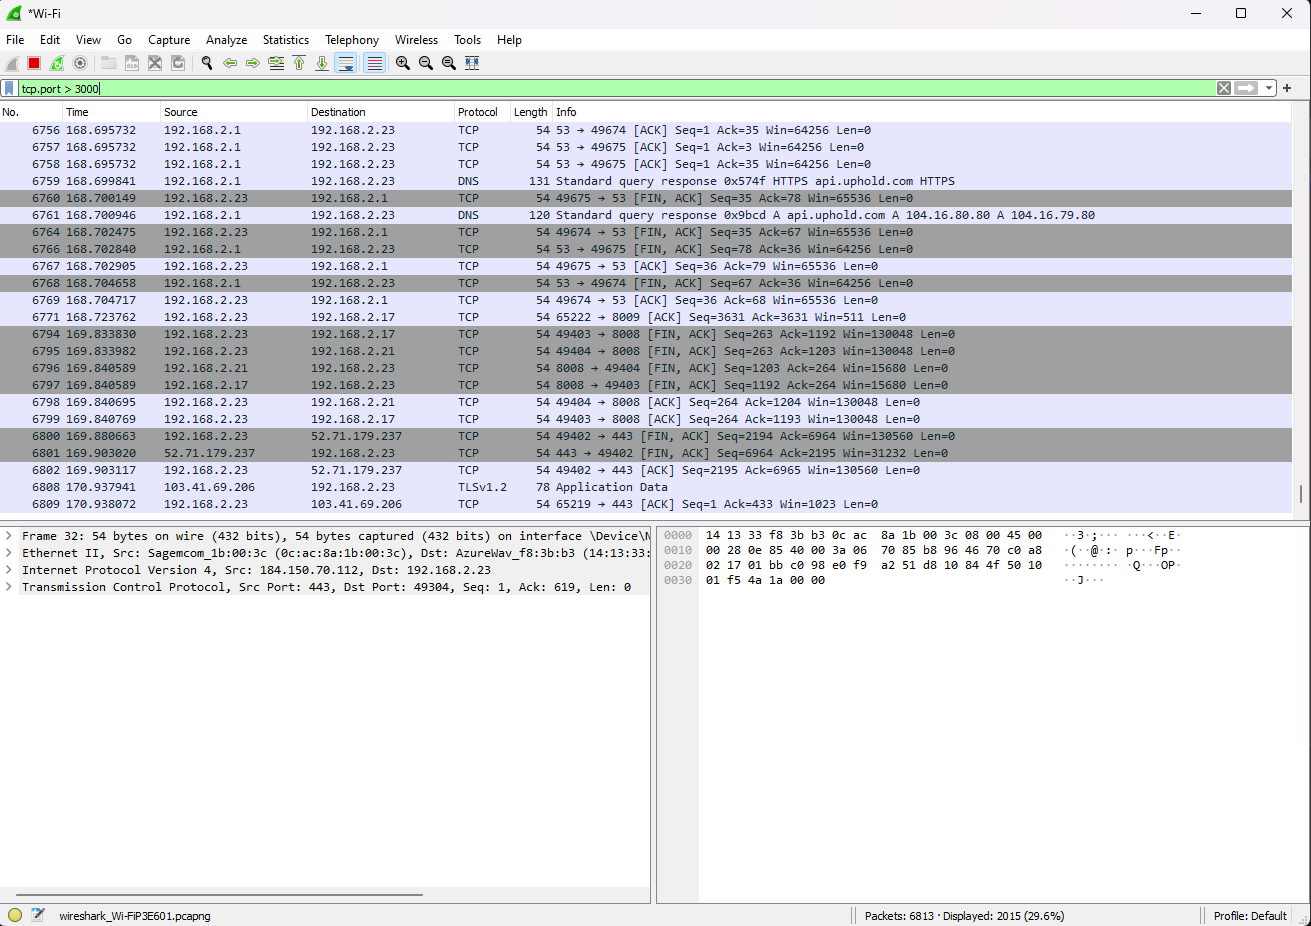 *Wi-Fi
File Edit View Go Capture Analyze Statistics Telephony Wireless Tools Help
tcp.port > 3000
No. Time Source Destination Protocol Length Info
6756 168.695732 192.168.2.1 192.168.2.23 TCP 54 53 → 49674 [ACK] Seq=1 Ack=35 Win=64256 Len=0
6757 168.695732 192.168.2.1 192.168.2.23 TCP 54 53 → 49675 [ACK] Seq=1 Ack=3 Win=64256 Len=0
6758 168.695732 192.168.2.1 192.168.2.23 TCP 54 53 → 49675 [ACK] Seq=1 Ack=35 Win=64256 Len=0
6759 168.699841 192.168.2.1 192.168.2.23 DNS 131 Standard query response 0x574f HTTPS api.uphold.com HTTPS
6760 168.700149 192.168.2.23 192.168.2.1 TCP 54 49675 → 53 [FIN, ACK] Seq=35 Ack=78 Win=65536 Len=0
6761 168.700946 192.168.2.1 192.168.2.23 DNS 120 Standard query response 0x9bcd A api.uphold.com A 104.16.80.80 A 104.16.79.80
6764 168.702475 192.168.2.23 192.168.2.1 TCP 54 49674 → 53 [FIN, ACK] Seq=35 Ack=67 Win=65536 Len=0
6766 168.702840 192.168.2.1 192.168.2.23 TCP 54 53 → 49675 [FIN, ACK] Seq=78 Ack=36 Win=64256 Len=0
6767 168.702905 192.168.2.23 192.168.2.1 TCP 54 49675 → 53 [ACK] Seq=36 Ack=79 Win=65536 Len=0
6768 168.704658 192.168.2.1 192.168.2.23 TCP 54 53 → 49674 [FIN, ACK] Seq=67 Ack=36 Win=64256 Len=0
6769 168.704717 192.168.2.23 192.168.2.1 TCP 54 49674 → 53 [ACK] Seq=36 Ack=68 Win=65536 Len=0
6771 168.723762 192.168.2.23 192.168.2.17 TCP 54 65222 → 8009 [ACK] Seq=3631 Ack=3631 Win=511 Len=0
6794 169.833830 192.168.2.23 192.168.2.17 TCP 54 49403 → 8008 [FIN, ACK] Seq=263 Ack=1192 Win=130048 Len=0
6795 169.833982 192.168.2.23 192.168.2.21 TCP 54 49404 → 8008 [FIN, ACK] Seq=263 Ack=1203 Win=130048 Len=0
6796 169.840589 192.168.2.21 192.168.2.23 TCP 54 8008 → 49404 [FIN, ACK] Seq=1203 Ack=264 Win=15680 Len=0
6797 169.840589 192.168.2.17 192.168.2.23 TCP 54 8008 → 49403 [FIN, ACK] Seq=1192 Ack=264 Win=15680 Len=0
6798 169.840695 192.168.2.23 192.168.2.21 TCP 54 49404 → 8008 [ACK] Seq=264 Ack=1204 Win=130048 Len=0
6799 169.840769 192.168.2.23 192.168.2.17 TCP 54 49403 → 8008 [ACK] Seq=264 Ack=1193 Win=130048 Len=0
6800 169.880663 192.168.2.23 52.71.179.237 TCP 54 49402 → 443 [FIN, ACK] Seq=2194 Ack=6964 Win=130560 Len=0
6801 169.903020 52.71.179.237 192.168.2.23 TCP 54 443 → 49402 [FIN, ACK] Seq=6964 Ack=2195 Win=31232 Len=0
6802 169.903117 192.168.2.23 52.71.179.237 TCP 54 49402 → 443 [ACK] Seq=2195 Ack=6965 Win=130560 Len=0
6808 170.937941 103.41.69.206 192.168.2.23 TLSv1.2 78 Application Data
6809 170.938072 192.168.2.23 103.41.69.206 TCP 54 65219 → 443 [ACK] Seq=1 Ack=433 Win=1023 Len=0
Frame 32: 54 bytes on wire (432 bits), 54 bytes captured (432 bits) on interface \Device\N
Ethernet II, Src: Sagemcom_1b:00:3c (0c:ac:8a:1b:00:3c), Dst: AzureWav_f8:3b:b3 (14:13:33:
Internet Protocol Version 4, Src: 184.150.70.112, Dst: 192.168.2.23
Transmission Control Protocol, Src Port: 443, Dst Port: 49304, Seq: 1, Ack: 619, Len: 0
0000 14 13 33 f8 3b b3 0c ac 8a 1b 00 3c 08 00 45 00 ··3·;··· ···<··E·
0010 00 28 0e 85 40 00 3a 06 70 85 b8 96 46 70 c0 a8 ·(··@·:· p···Fp··
0020 02 17 01 bb c0 98 e0 f9 a2 51 d8 10 84 4f 50 10 ········ ·Q···OP·
0030 01 f5 4a 1a 00 00 ··J···
wireshark_Wi-FiP3E601.pcapng Packets: 6813 · Displayed: 2015 (29.6%) Profile: Default